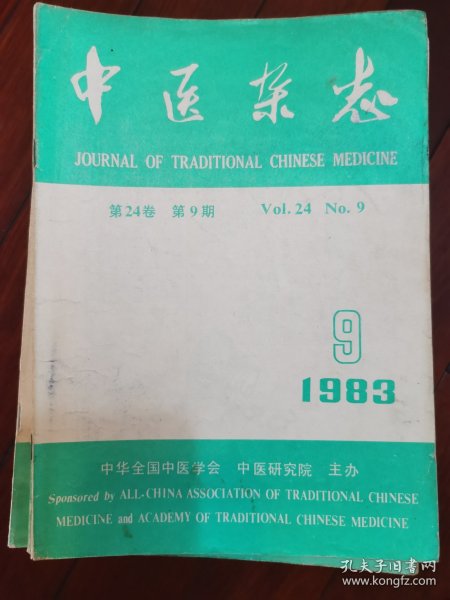 中医杂志
JOURNAL OF TRADITIONAL CHINESE MEDICINE
第24卷 第9期 Vol. 24 No. 9
9
1983
中华全国中医学会 中医研究院 主办
Sponsored by ALL-CHINA ASSOCIATION OF TRADITIONAL CHINESE
MEDICINE and ACADEMY OF TRADITIONAL CHINESE MEDICINE
孔夫子旧书网
www.kongfz.com